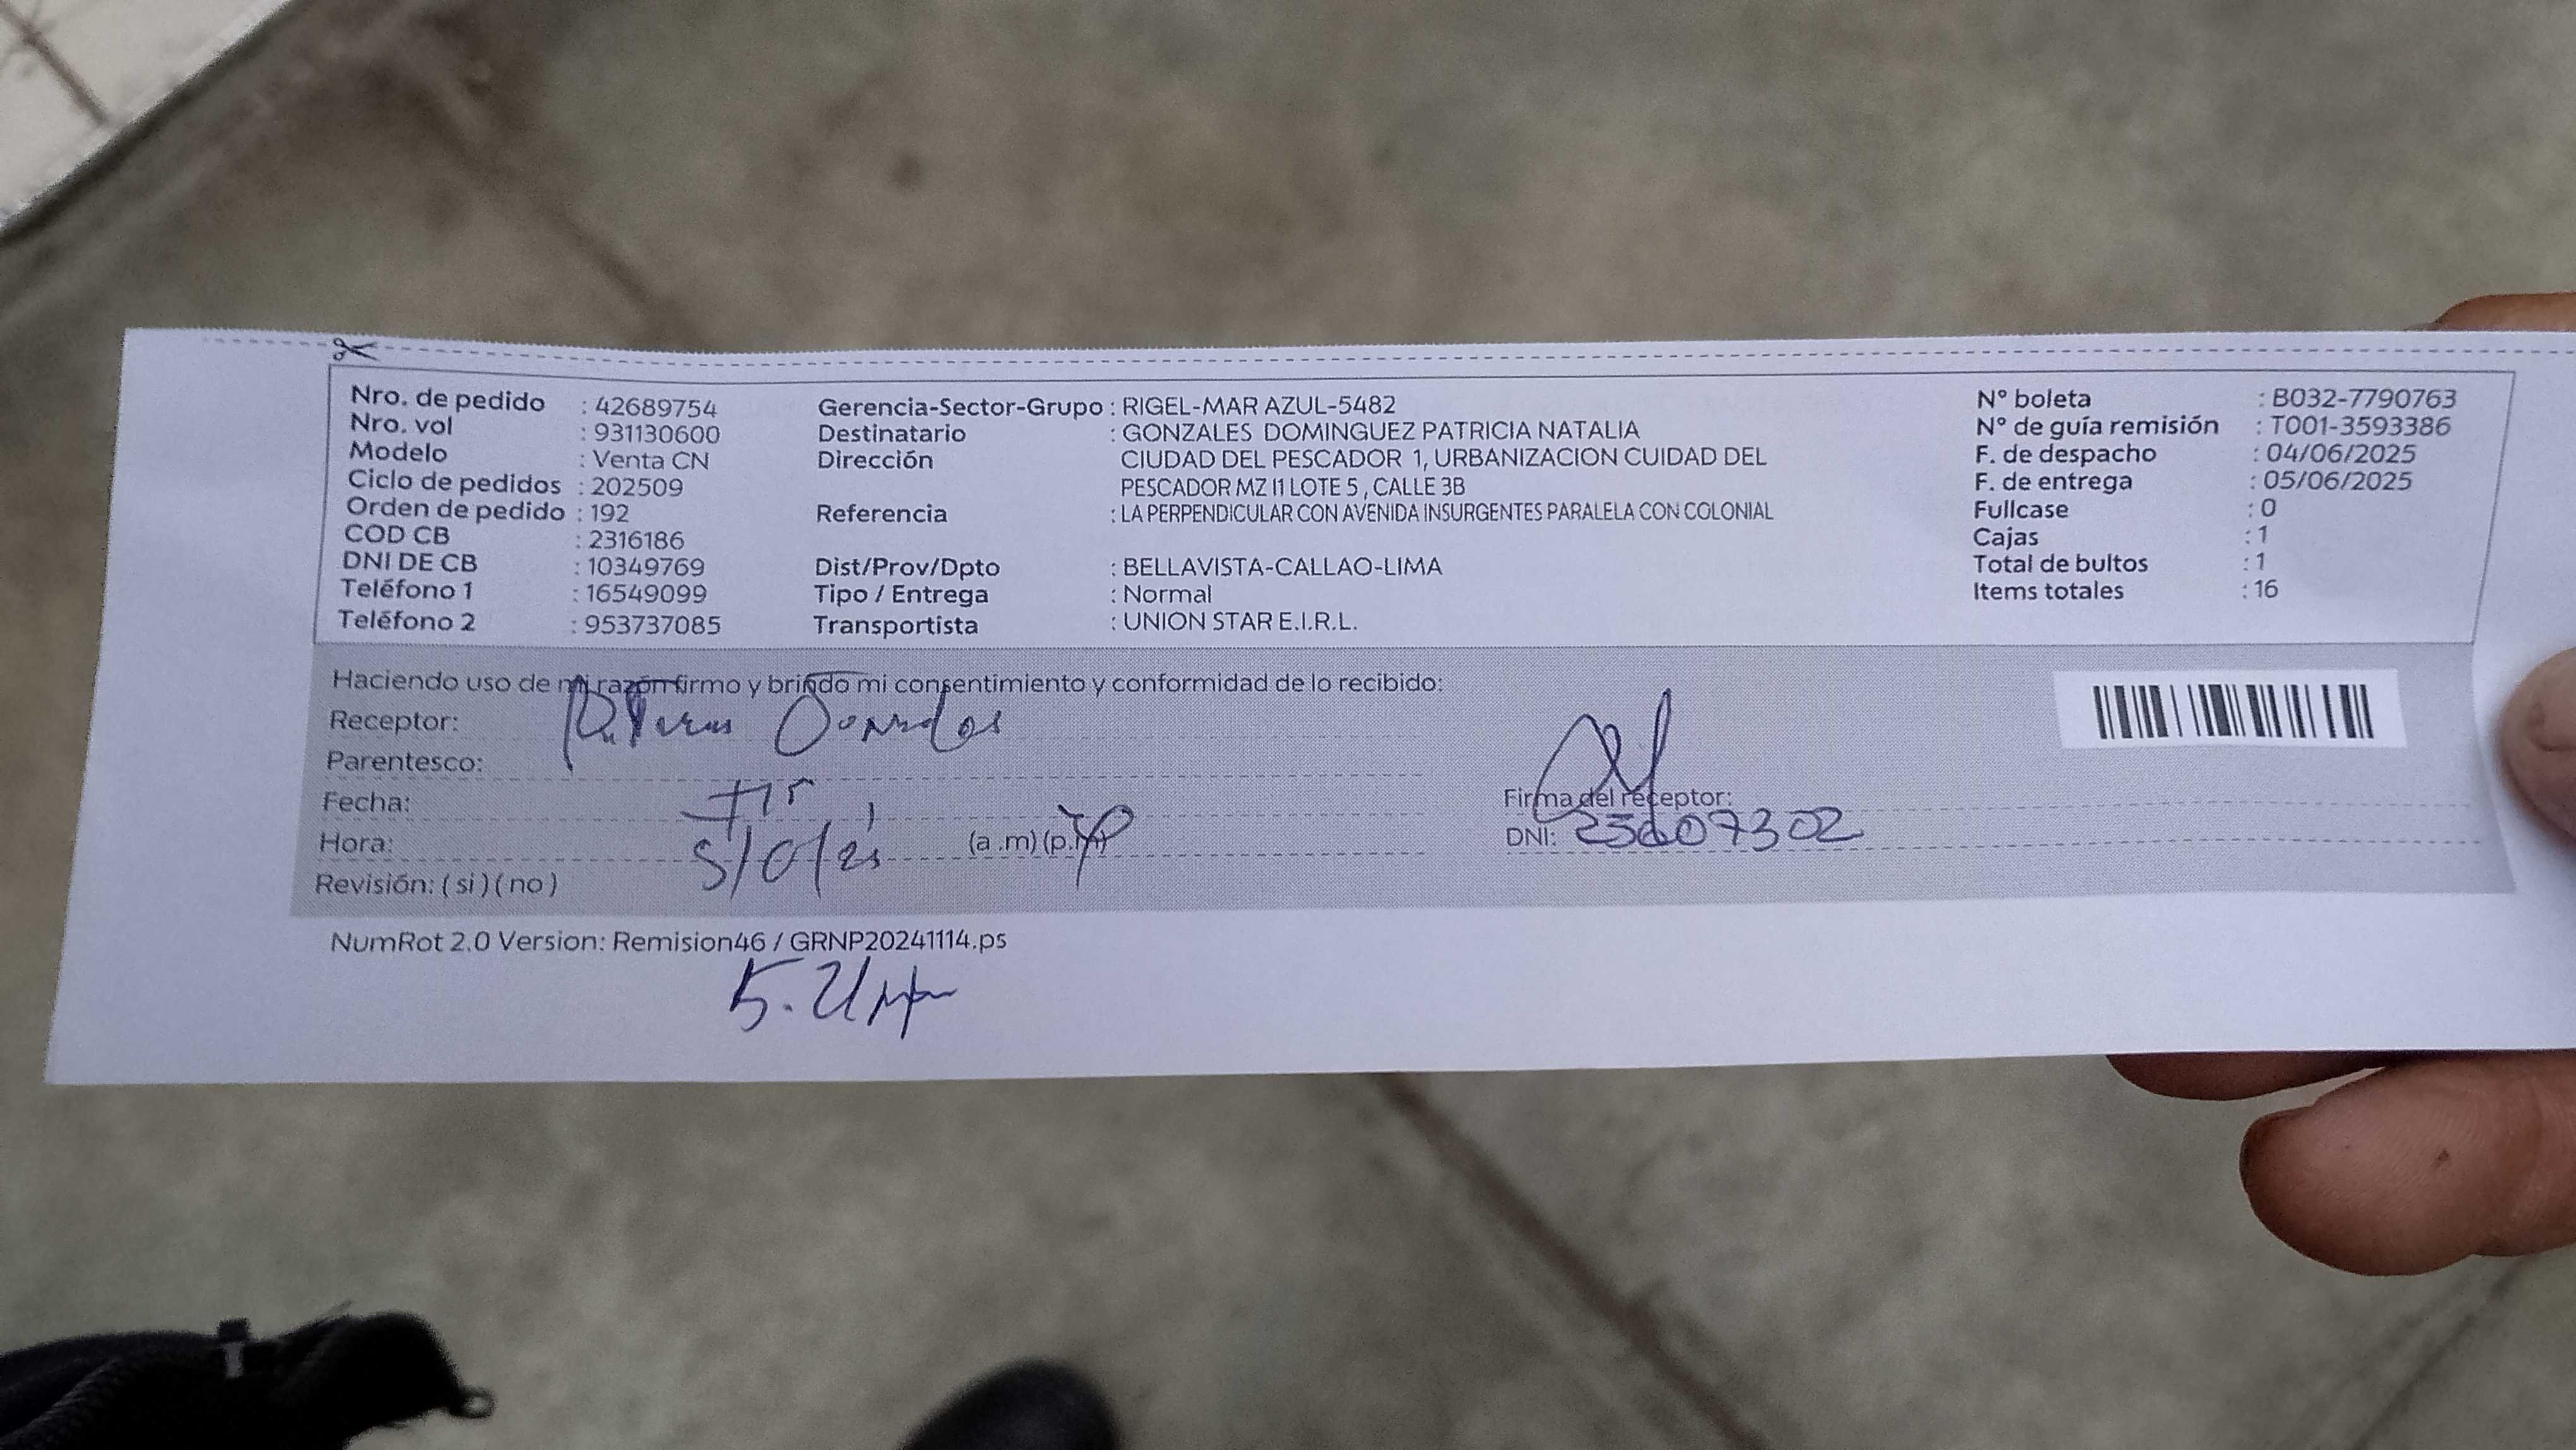 Nro. de pedido : 42689754
Nro. vol : 931130600
Modelo : Venta CN
Ciclo de pedidos : 202509
Orden de pedido : 192
COD CB : 2316186
DNI DE CB : 10349769
Teléfono 1 : 16549099
Teléfono 2 : 953737085
Gerencia-Sector-Grupo : RIGEL-MAR AZUL-5482
Destinatario : GONZALES DOMINGUEZ PATRICIA NATALIA
Dirección CIUDAD DEL PESCADOR 1, URBANIZACION CUIDAD DEL
PESCADOR MZ I1 LOTE 5 , CALLE 3B
Referencia : LA PERPENDICULAR CON AVENIDA INSURGENTES PARALELA CON COLONIAL
Dist/Prov/Dpto : BELLAVISTA-CALLAO-LIMA
Tipo / Entrega : Normal
Transportista : UNION STAR E.I.R.L.
N° boleta : B032-7790763
N° de guía remisión : T001-3593386
F. de despacho : 04/06/2025
F. de entrega : 05/06/2025
Fullcase : 0
Cajas : 1
Total de bultos : 1
Items totales : 16
Haciendo uso de mi razón firmo y brindo mi consentimiento y conformidad de lo recibido:
Receptor:
Parentesco:
Fecha:
Hora: (a .m) (p.m)
Revisión: ( si ) ( no )
Firma del receptor:
DNI: 25607302
NumRot 2.0 Version: Remision46 / GRNP20241114.ps